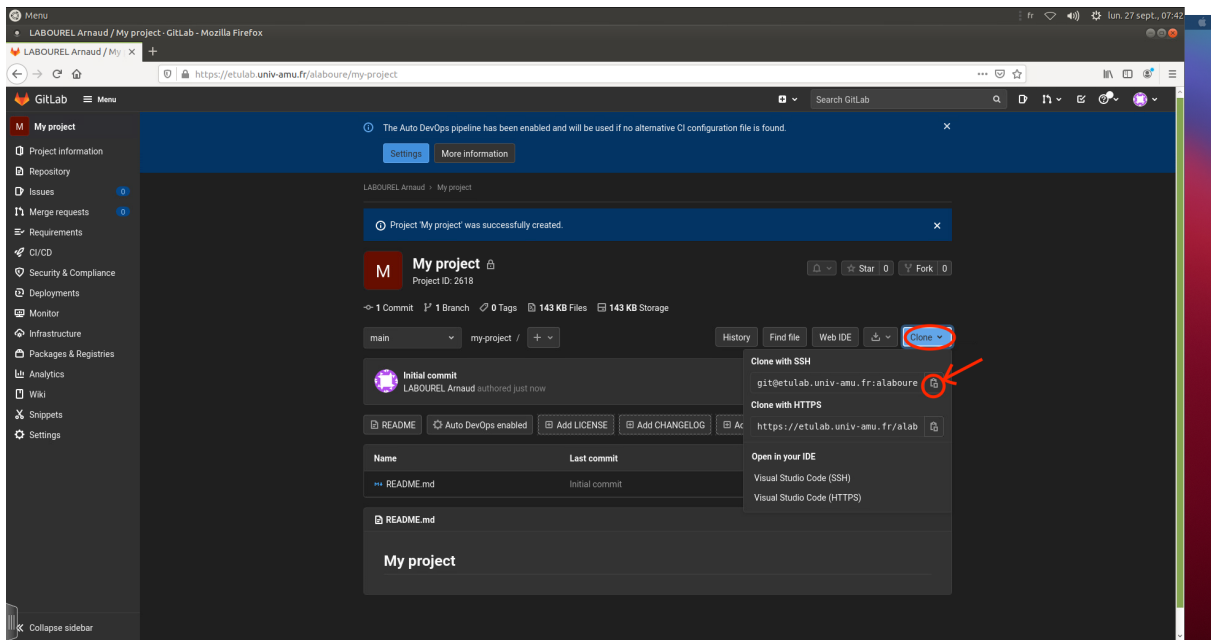 Menu
fr lun. 27 sept., 07:42
LABOUREL Arnaud / My project · GitLab - Mozilla Firefox
LABOUREL Arnaud / My
https://etulab.univ-amu.fr/alaboure/my-project
GitLab Menu
Search GitLab
M My project
Project information
Repository
Issues 0
Merge requests 0
Requirements
CI/CD
Security & Compliance
Deployments
Monitor
Infrastructure
Packages & Registries
Analytics
Wiki
Snippets
Settings
Collapse sidebar
The Auto DevOps pipeline has been enabled and will be used if no alternative CI configuration file is found.
Settings More information
LABOUREL Arnaud > My project
Project 'My project' was successfully created.
M My project
Project ID: 2618
Star 0 Fork 0
1 Commit 1 Branch 0 Tags 143 KB Files 143 KB Storage
main my-project / + History Find file Web IDE Clone
Initial commit
LABOUREL Arnaud authored just now
Clone with SSH
git@etulab.univ-amu.fr:alaboure
Clone with HTTPS
https://etulab.univ-amu.fr/alab
Open in your IDE
Visual Studio Code (SSH)
Visual Studio Code (HTTPS)
README Auto DevOps enabled Add LICENSE Add CHANGELOG
Name Last commit
README.md Initial commit
README.md
My project